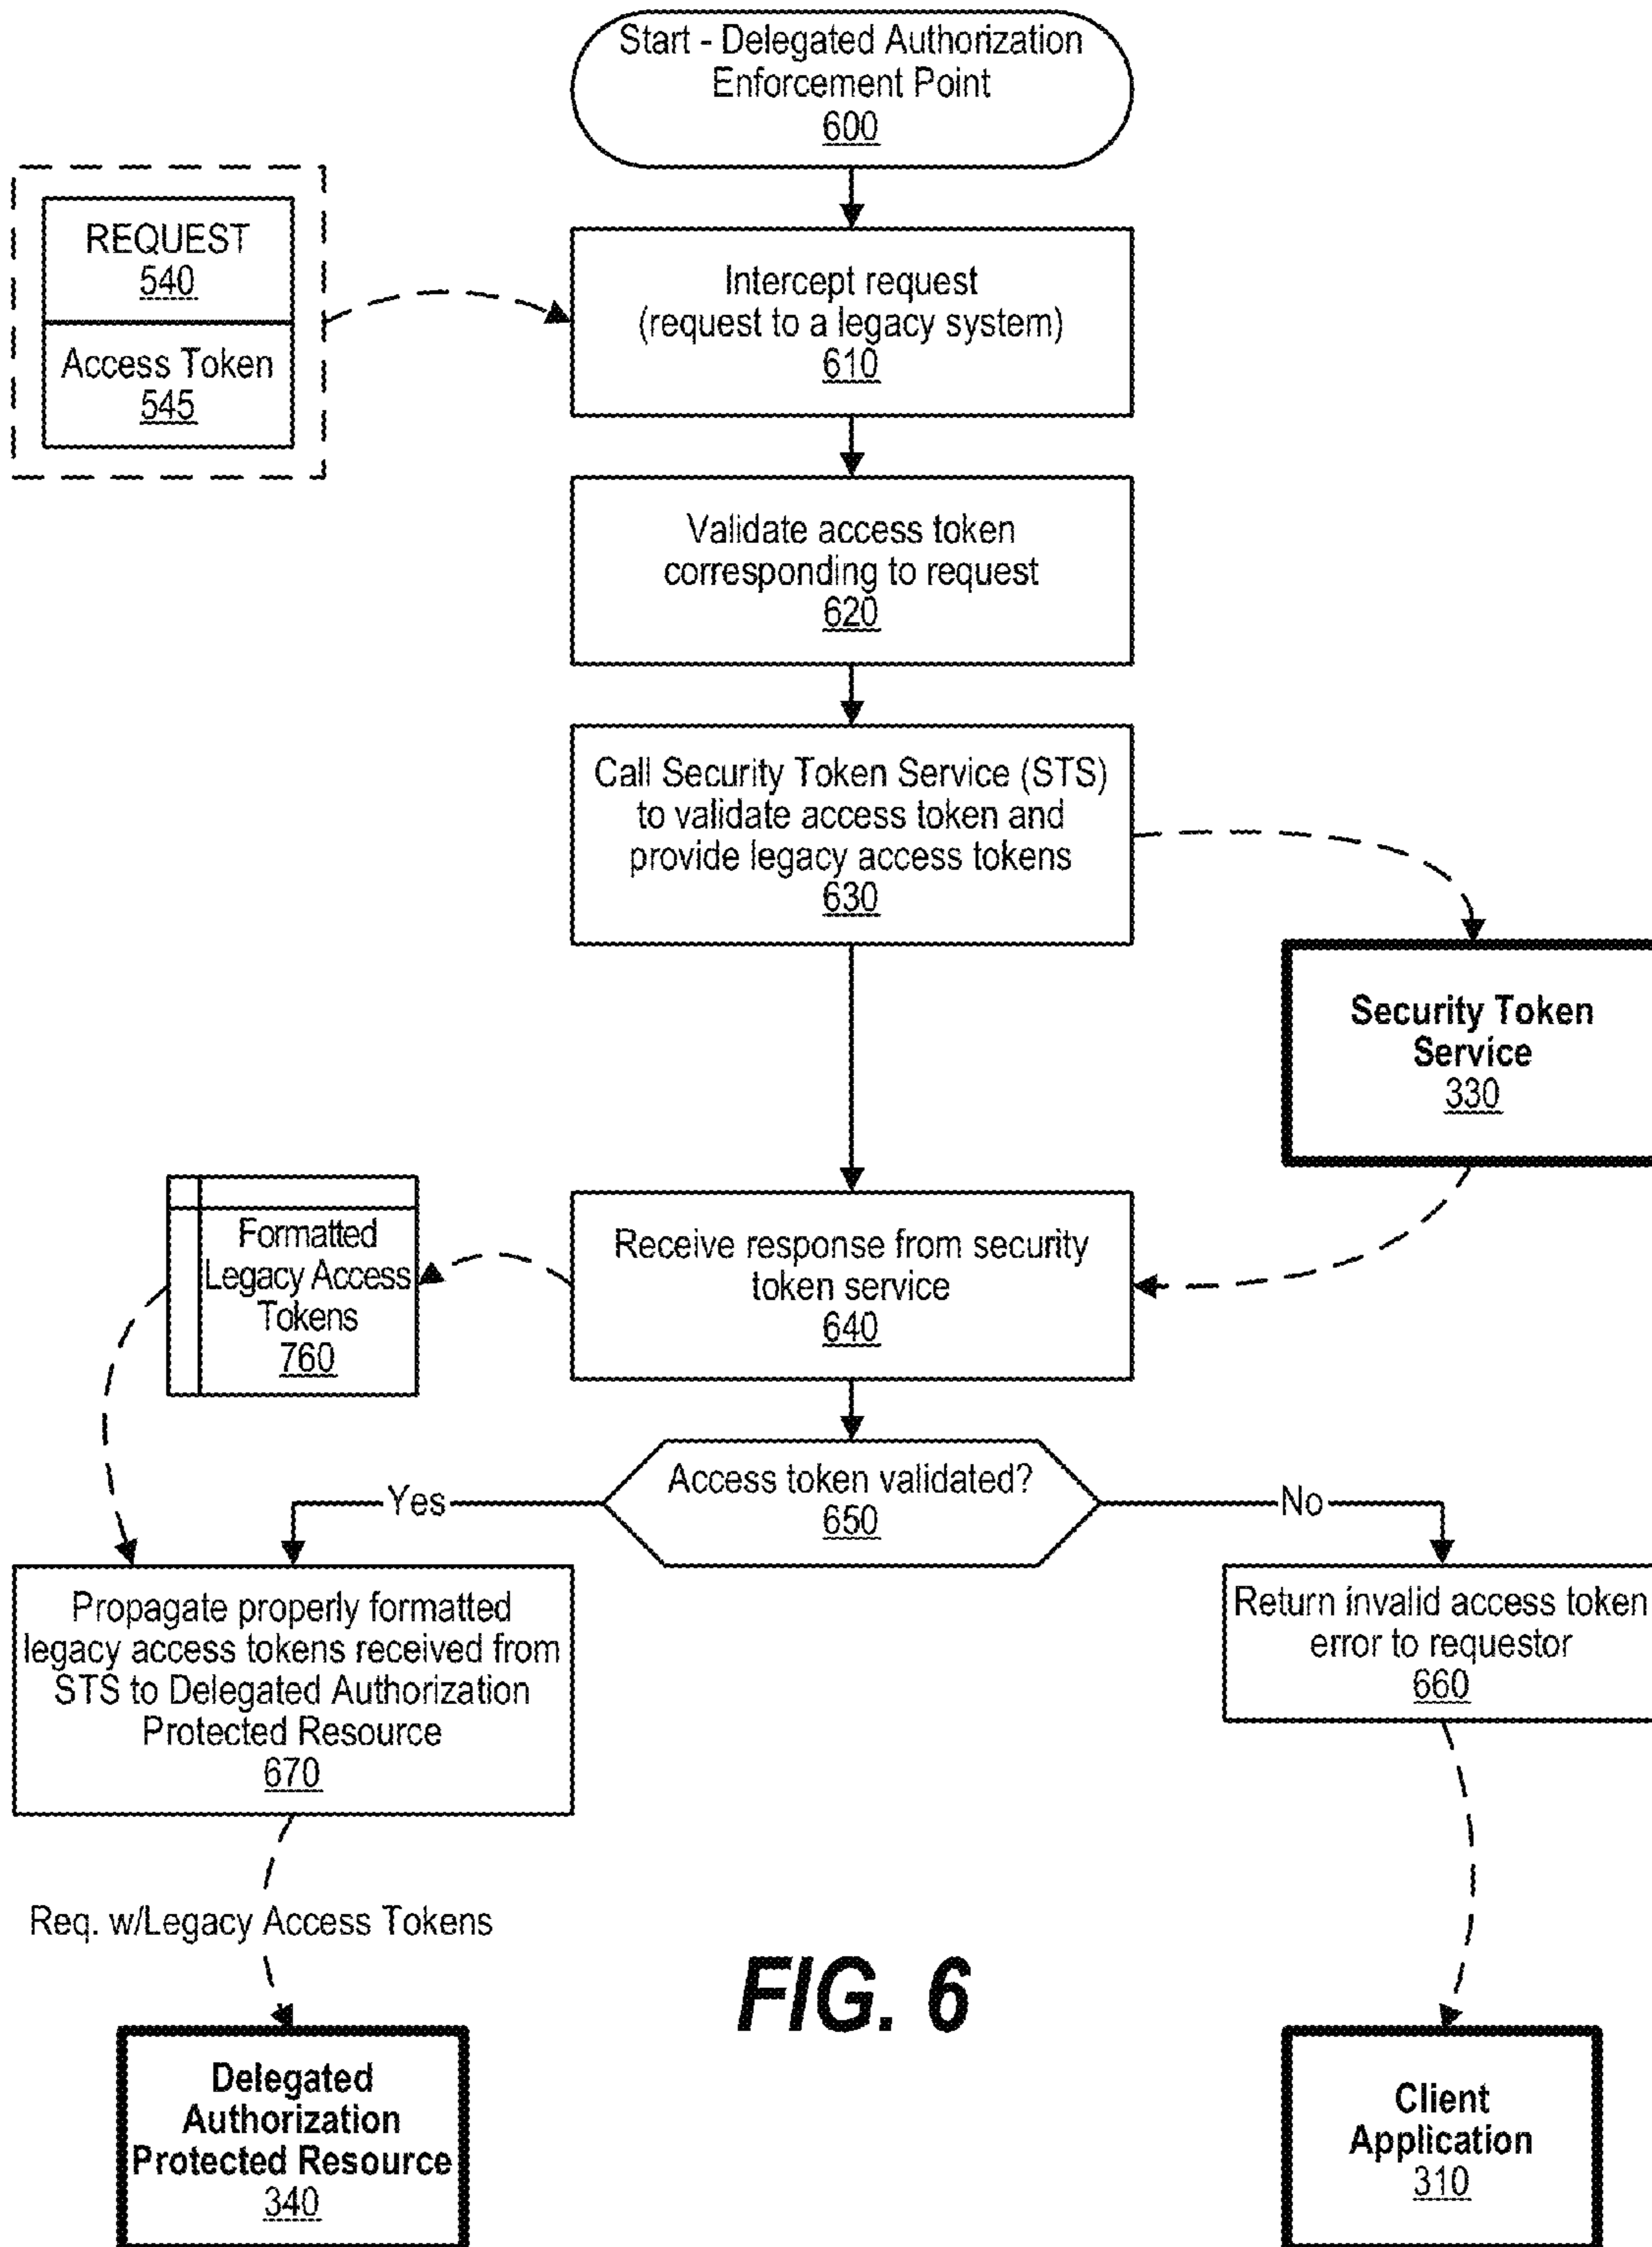 Start - Delegated Authorization
Enforcement Point
600
REQUEST
540
Access Token
545
Intercept request
(request to a legacy system)
610
Validate access token
corresponding to request
620
Call Security Token Service (STS)
to validate access token and
provide legacy access tokens
630
Security Token
Service
330
Formatted
Legacy Access
Tokens
760
Receive response from security
token service
640
Access token validated?
650
Yes
No
Propagate properly formatted
legacy access tokens received from
STS to Delegated Authorization
Protected Resource
670
Return invalid access token
error to requestor
660
Req. w/Legacy Access Tokens
FIG. 6
Delegated
Authorization
Protected Resource
340
Client
Application
310